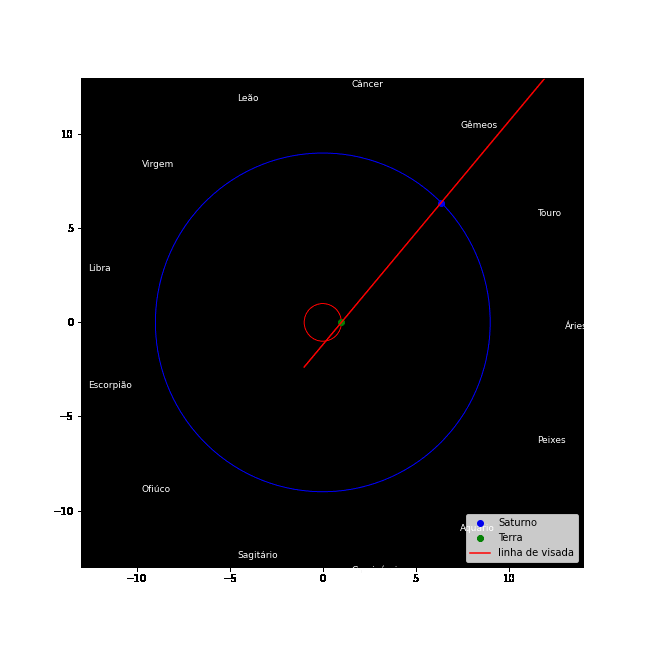 Câncer
Leão
Gêmeos
10
Virgem
Touro
5
Libra
0
Áries
Escorpião
−5
Peixes
Ofiúco
−10
Aquário
Saturno
Terra
linha de visada
Sagitário
−10 −5 0 5 10